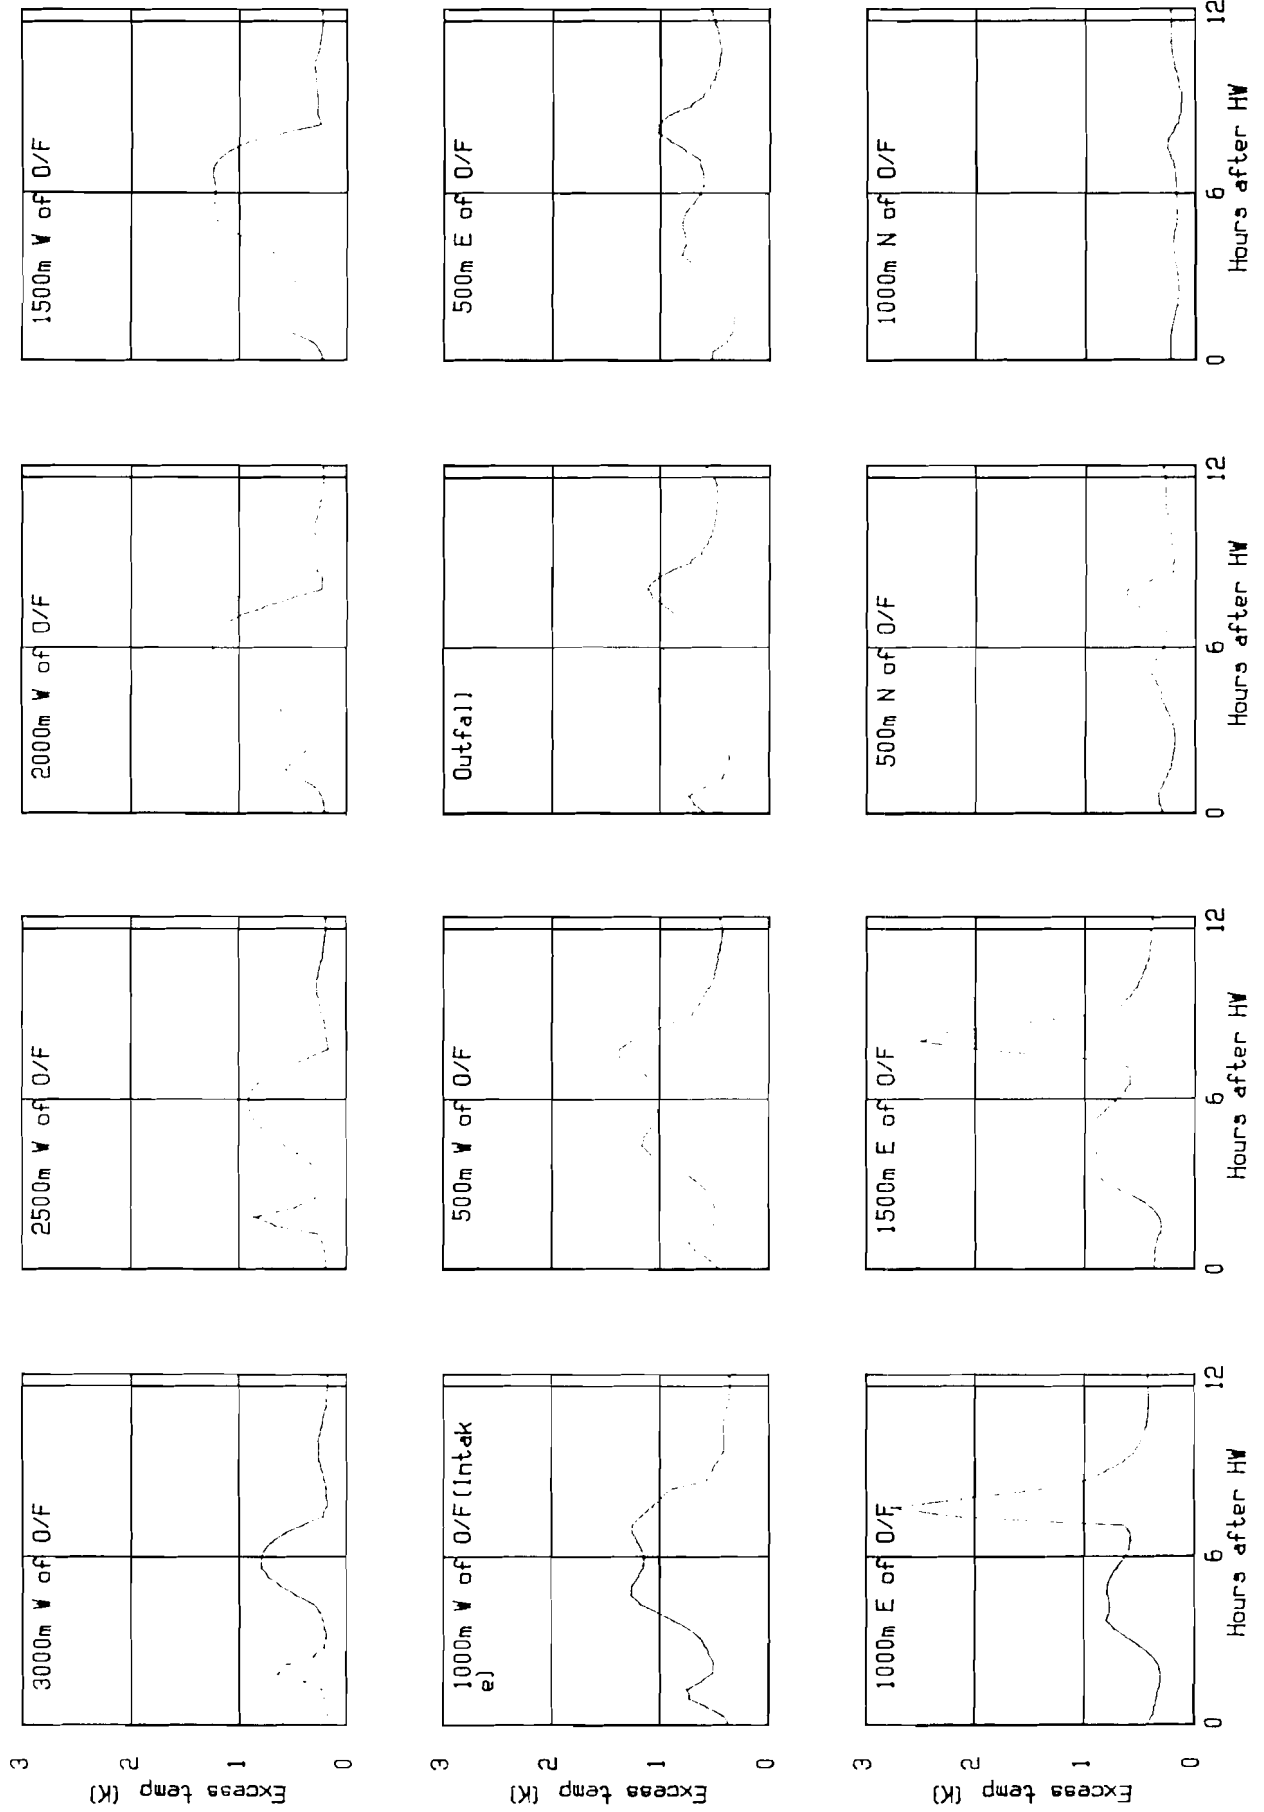 3000m W of O/F
2500m W of O/F
2000m W of O/F
1500m W of O/F
3
2
1
0
Excess temp (K)
1000m W of O/F(Intak
e)
500m W of O/F
Outfall
500m E of O/F
3
2
1
0
Excess temp (K)
1000m E of O/F
1500m E of O/F
500m N of O/F
1000m N of O/F
3
2
1
0
Excess temp (K)
0 6 12
0 6 12
0 6 12
0 6 12
Hours after HW
Hours after HW
Hours after HW
Hours after HW